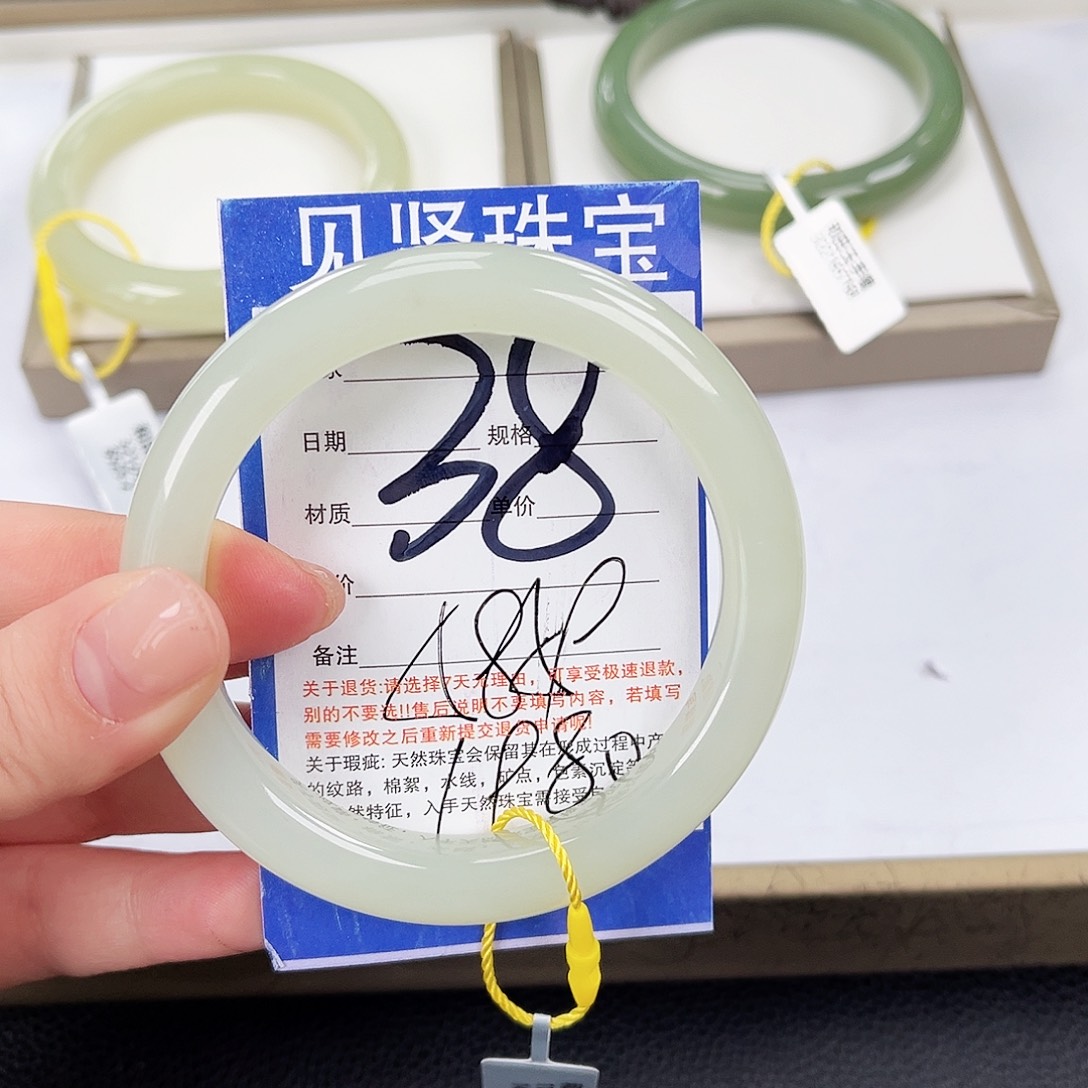 见贤珠宝
38
日期 规格
材质 单价
价
备注
关于退货:请选择7天无理由,可享受极速退款,
别的不要选!!售后说明不要填写内容,若填写
需要修改之后重新提交退货申请呢!
关于瑕疵:天然珠宝会保留其在形成过程中产
的纹路,棉絮,水线,矿点,色素沉淀等
然特征,入手天然珠宝需接受